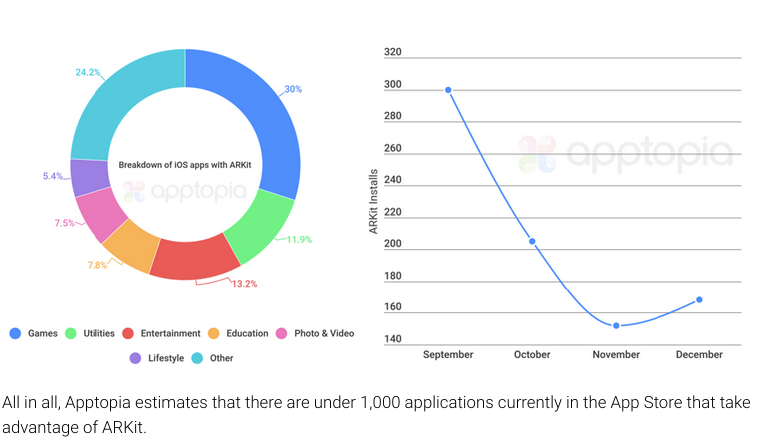 24.2%
30%
5.4%
Breakdown of iOS apps with ARKit
apptopia
7.5%
11.9%
7.8%
13.2%
Games Utilities Entertainment Education Photo & Video
Lifestyle Other
320
300
280
260
240
220
200
180
160
140
ARKit Installs
apptopia
September October November December
All in all, Apptopia estimates that there are under 1,000 applications currently in the App Store that take
advantage of ARKit.